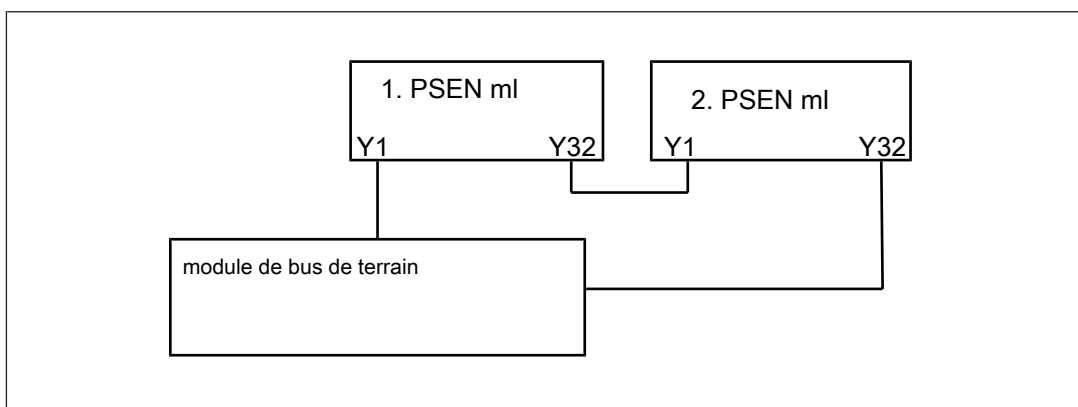 1. PSEN ml
Y1 Y32
2. PSEN ml
Y1 Y32
module de bus de terrain